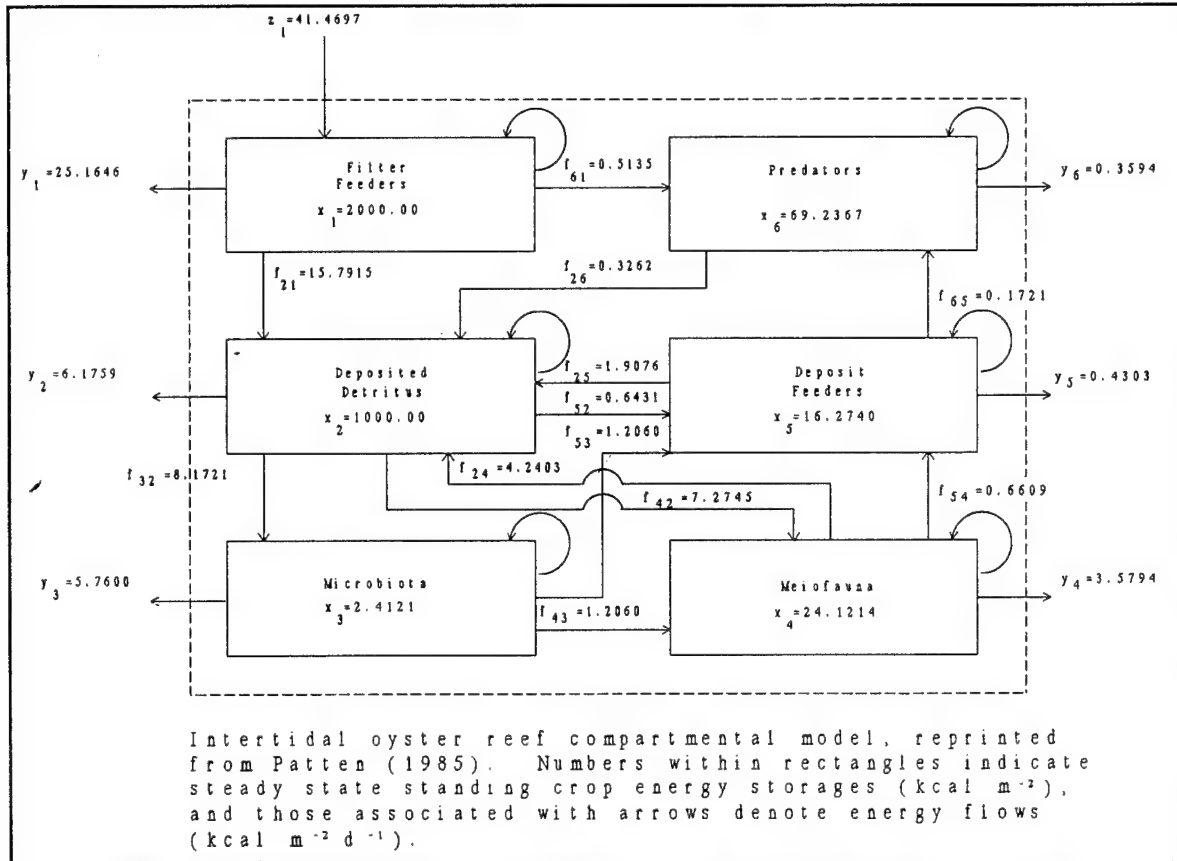 z1=41.4697
Filter
Feeders
x1=2000.00
y1=25.1646
f61=0.5135
Predators
x6=69.2367
y6=0.3594
f21=15.7915
f26=0.3262
f65=0.1721
Deposited
Detritus
x2=1000.00
y2=6.1759
f25=1.9076
f52=0.6431
f53=1.2060
Deposit
Feeders
x5=16.2740
y5=0.4303
f32=8.1721
f24=4.2403
f42=7.2745
f54=0.6609
Microbiota
x3=2.4121
y3=5.7600
f43=1.2060
Meiofauna
x4=24.1214
y4=3.5794
Intertidal oyster reef compartmental model, reprinted
from Patten (1985). Numbers within rectangles indicate
steady state standing crop energy storages (kcal m⁻²),
and those associated with arrows denote energy flows
(kcal m⁻² d⁻¹).